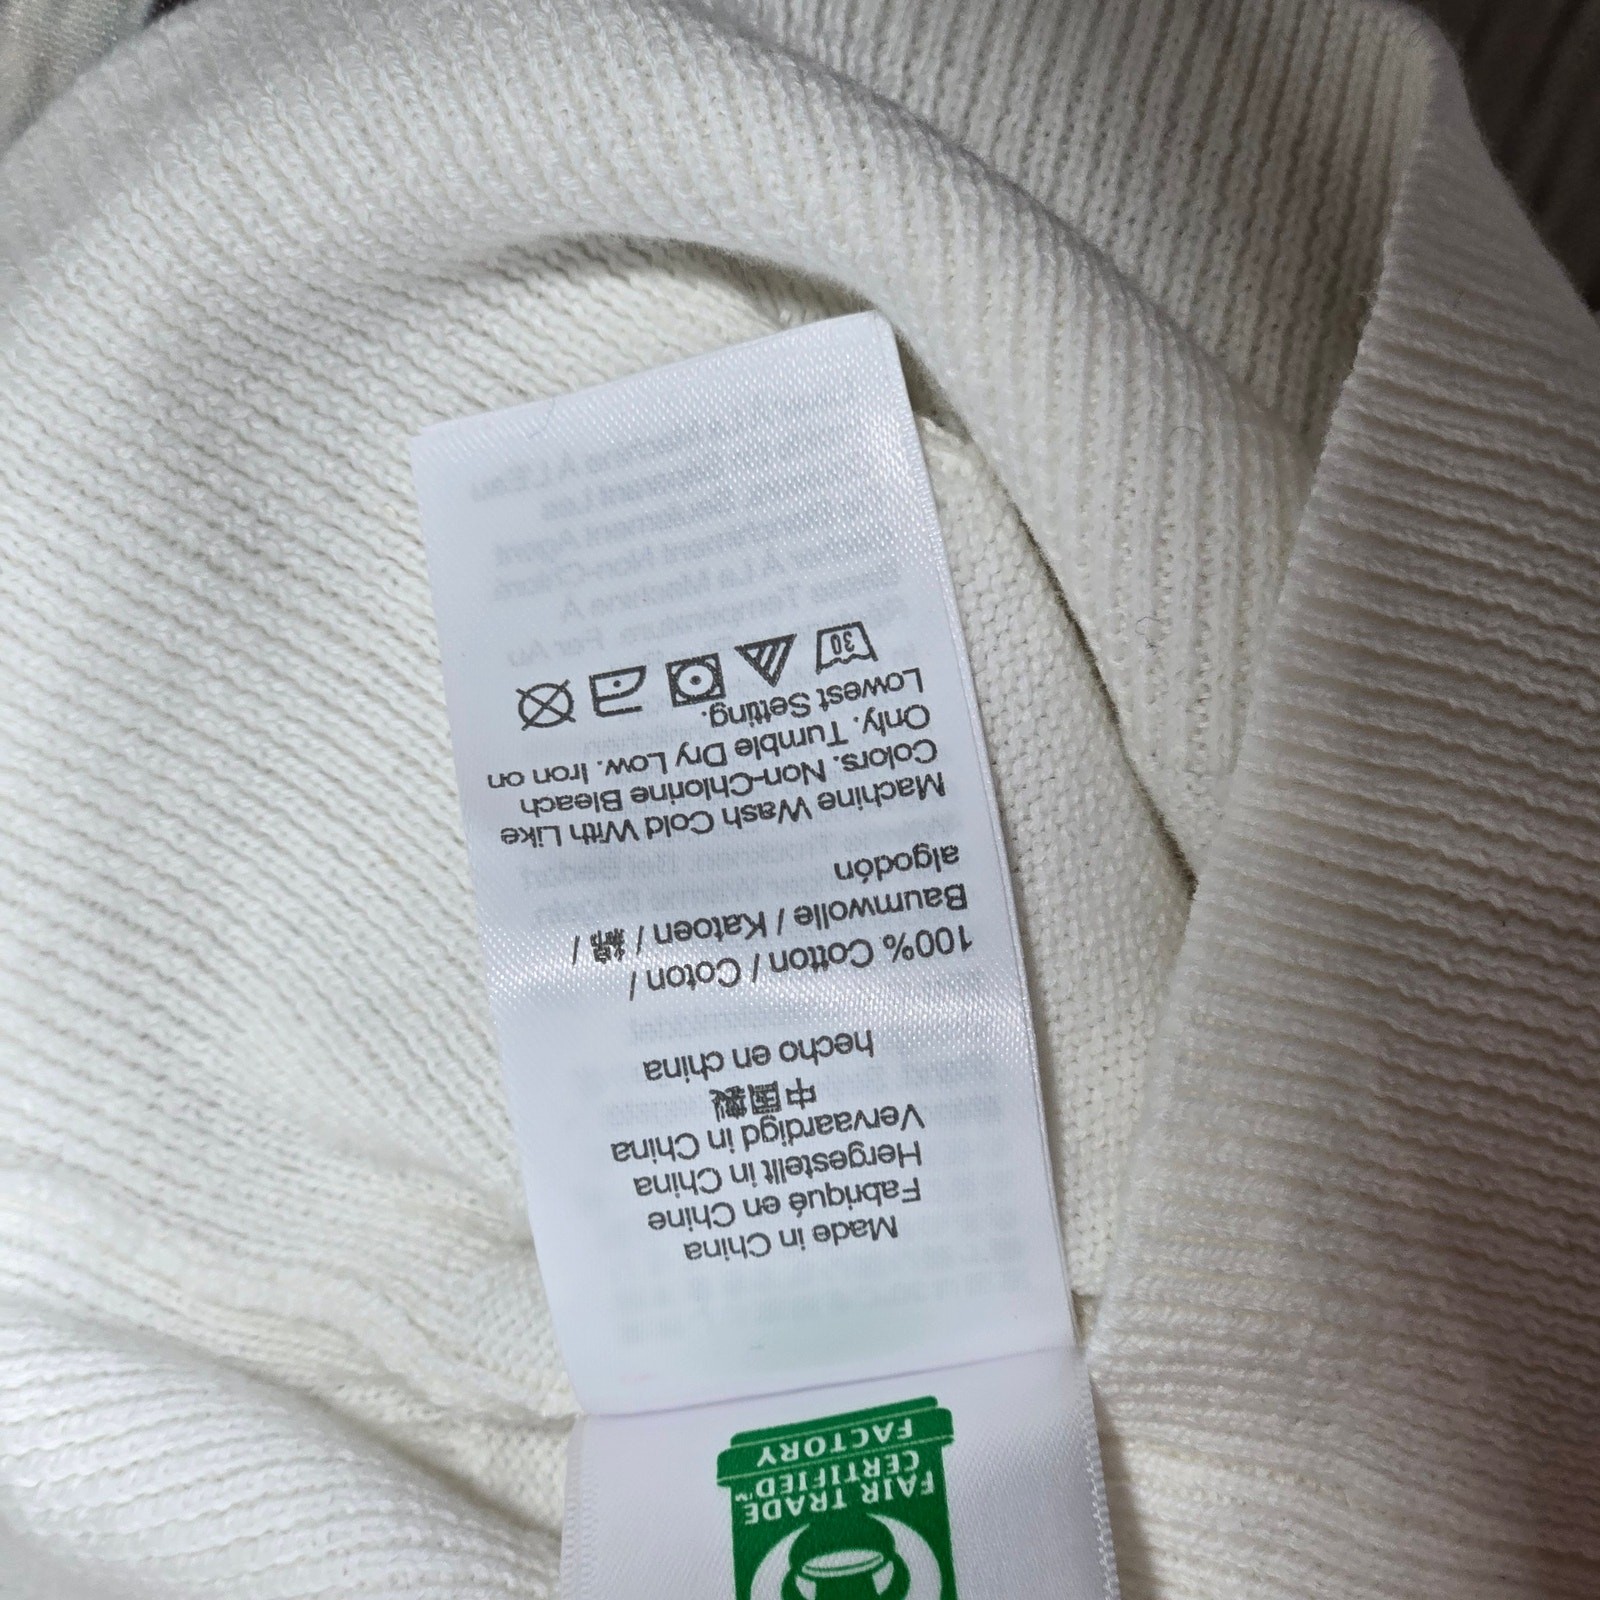 FAIR TRADE
CERTIFIED™
FACTORY
Made in China
Fabriqué en Chine
Hergestellt in China
Vervaardigd in China
中国製
hecho en china
100% Cotton / Coton /
Baumwolle / Katoen / 綿 /
algodón
Machine Wash Cold With Like
Colors. Non-Chlorine Bleach
Only. Tumble Dry Low. Iron on
Lowest Setting.
30